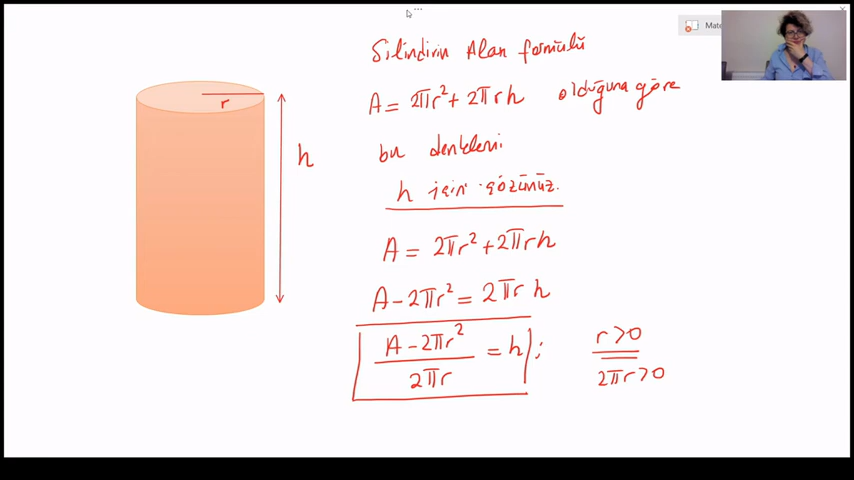 Mate
Silindirin Alan formülü
r
A = 2πr² + 2πrh olduğuna göre
h
bu denklemi
h için çözünüz.
A = 2πr² + 2πrh
A - 2πr² = 2πr h
A - 2πr² / 2πr = h ;
r > 0
2πr > 0